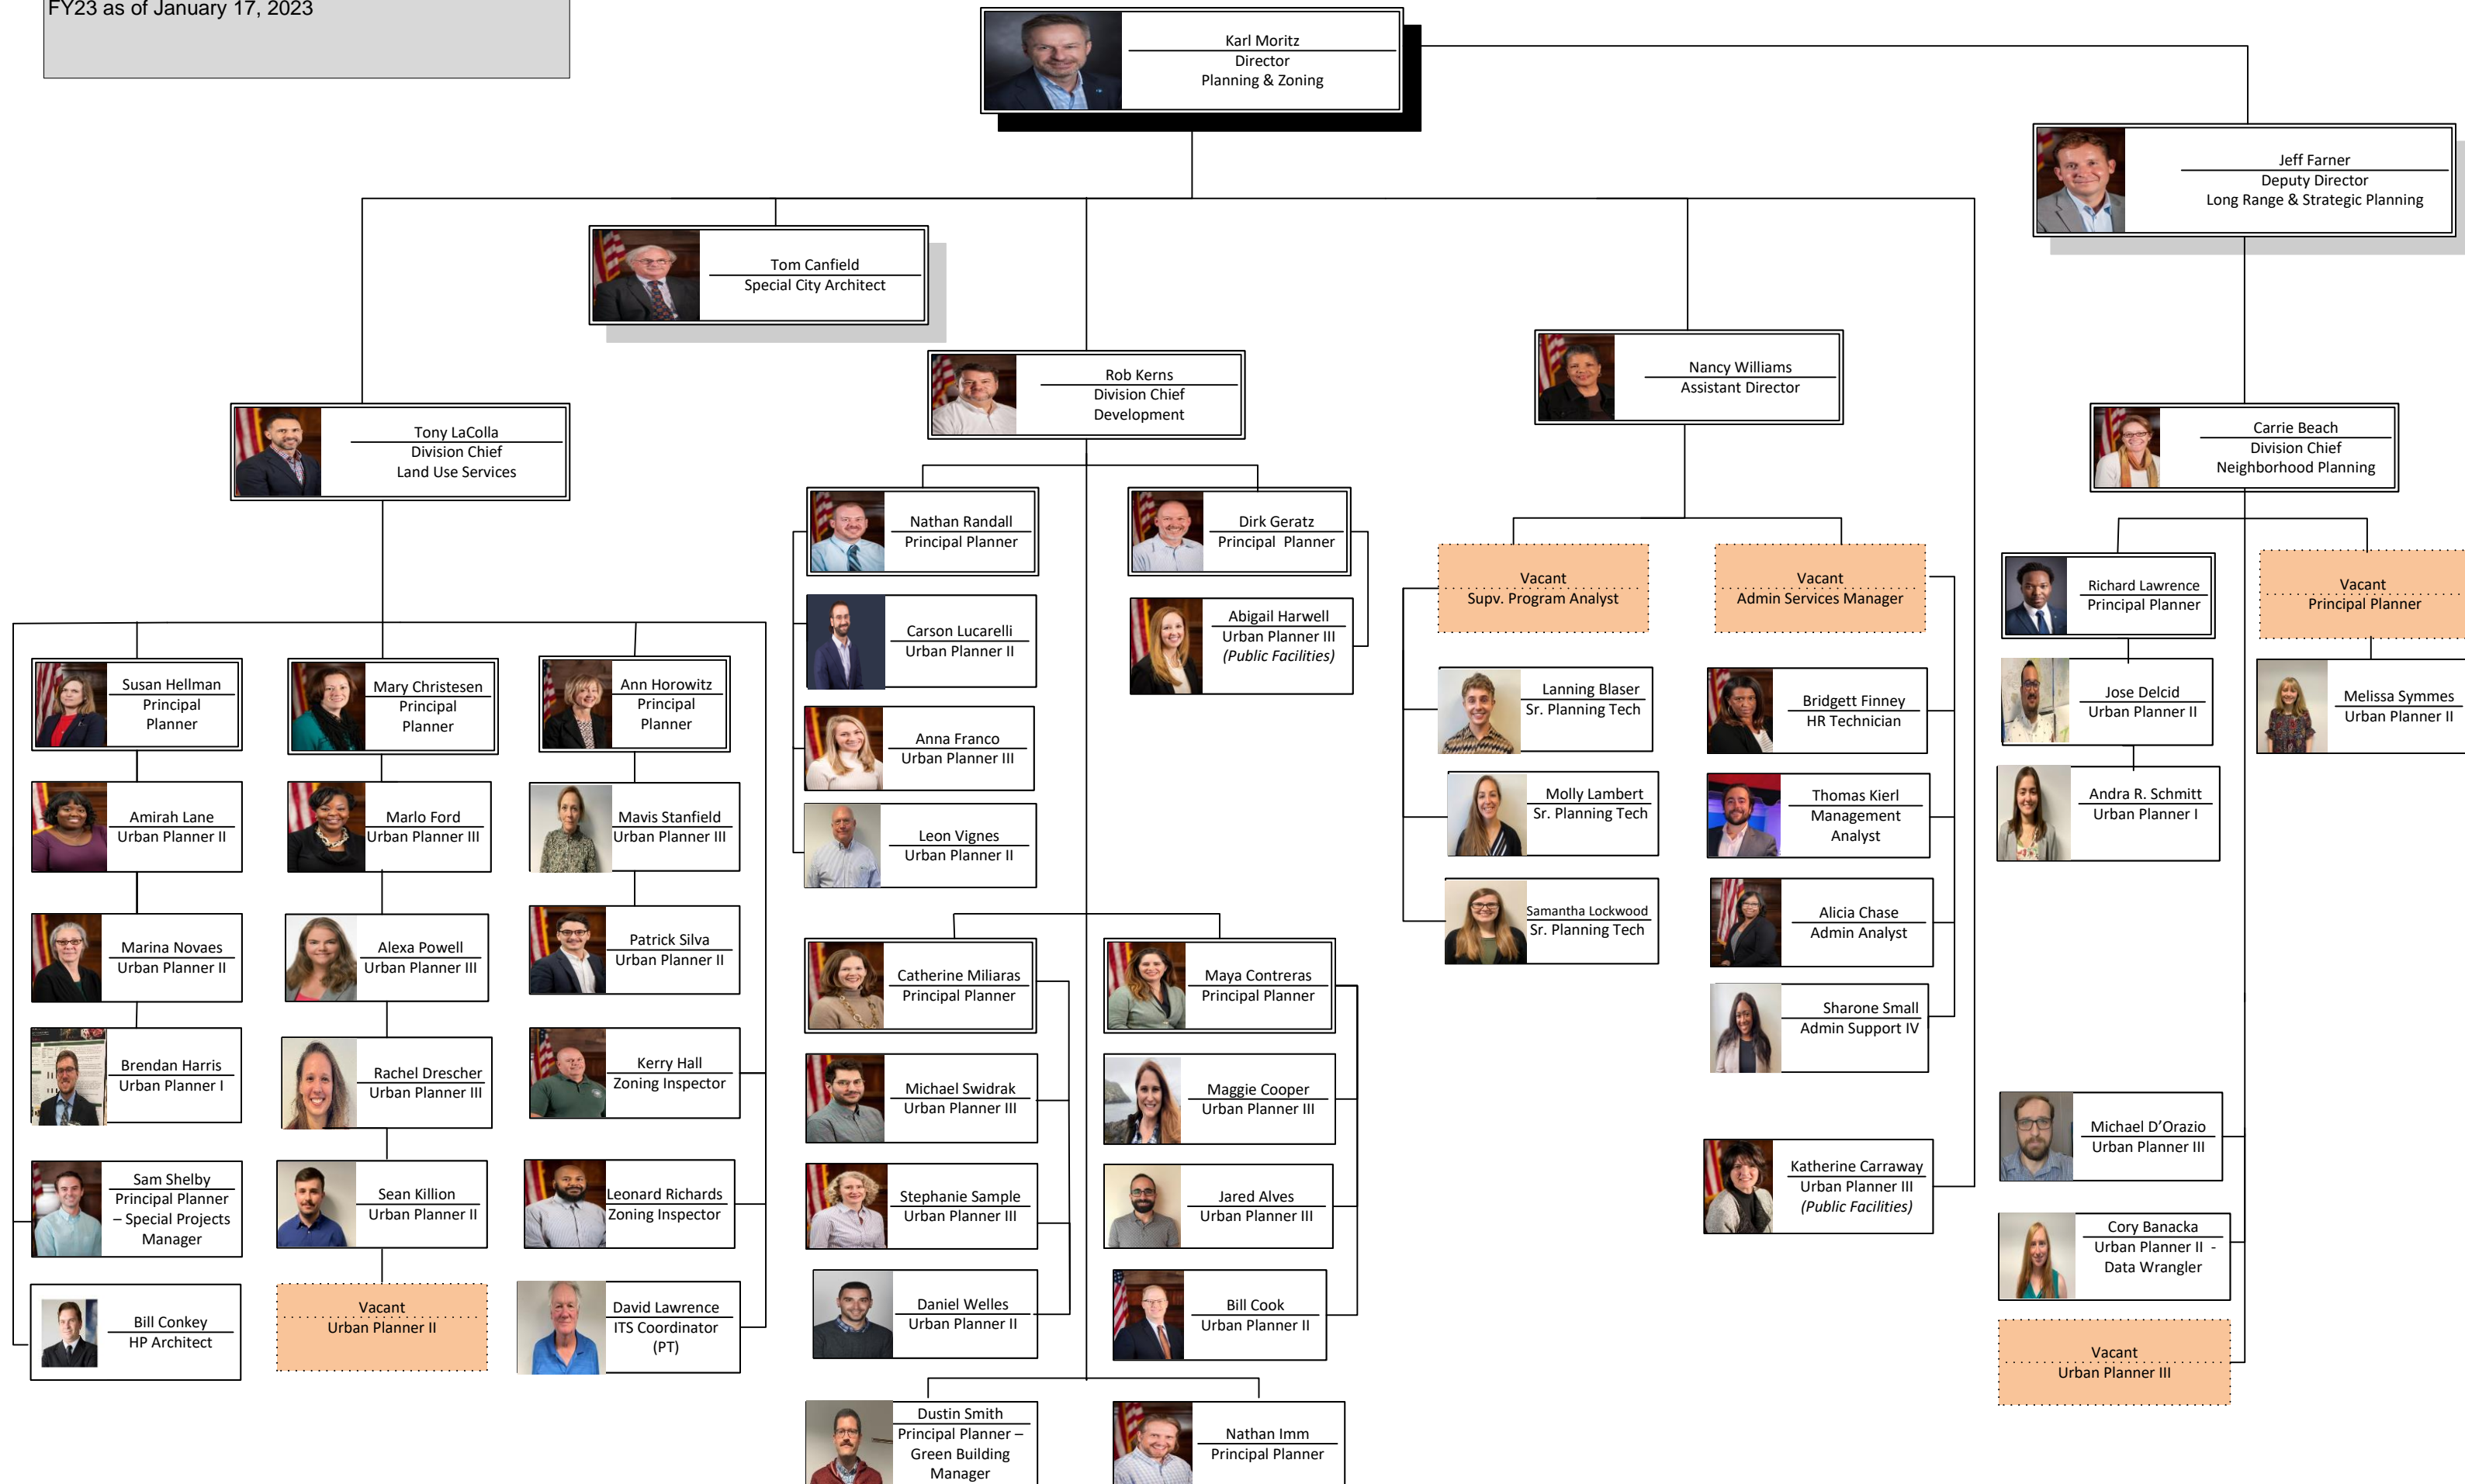 FY23 as of January 17, 2023
Karl Moritz
Director
Planning & Zoning
Jeff Farner
Deputy Director
Long Range & Strategic Planning
Tom Canfield
Special City Architect
Rob Kerns
Division Chief
Development
Nancy Williams
Assistant Director
Tony LaColla
Division Chief
Land Use Services
Carrie Beach
Division Chief
Neighborhood Planning
Susan Hellman
Principal
Planner
Amirah Lane
Urban Planner II
Marina Novaes
Urban Planner II
Brendan Harris
Urban Planner I
Sam Shelby
Principal Planner
– Special Projects
Manager
Bill Conkey
HP Architect
Mary Christesen
Principal
Planner
Marlo Ford
Urban Planner III
Alexa Powell
Urban Planner III
Rachel Drescher
Urban Planner III
Sean Killion
Urban Planner II
Vacant
Urban Planner II
Ann Horowitz
Principal
Planner
Mavis Stanfield
Urban Planner III
Patrick Silva
Urban Planner II
Kerry Hall
Zoning Inspector
Leonard Richards
Zoning Inspector
David Lawrence
ITS Coordinator
(PT)
Nathan Randall
Principal Planner
Carson Lucarelli
Urban Planner II
Anna Franco
Urban Planner III
Leon Vignes
Urban Planner II
Dirk Geratz
Principal Planner
Abigail Harwell
Urban Planner III
(Public Facilities)
Catherine Miliaras
Principal Planner
Michael Swidrak
Urban Planner III
Stephanie Sample
Urban Planner III
Daniel Welles
Urban Planner II
Maya Contreras
Principal Planner
Maggie Cooper
Urban Planner III
Jared Alves
Urban Planner III
Bill Cook
Urban Planner II
Dustin Smith
Principal Planner –
Green Building
Manager
Nathan Imm
Principal Planner
Vacant
Supv. Program Analyst
Lanning Blaser
Sr. Planning Tech
Molly Lambert
Sr. Planning Tech
Samantha Lockwood
Sr. Planning Tech
Vacant
Admin Services Manager
Bridgett Finney
HR Technician
Thomas Kierl
Management
Analyst
Alicia Chase
Admin Analyst
Sharone Small
Admin Support IV
Katherine Carraway
Urban Planner III
(Public Facilities)
Richard Lawrence
Principal Planner
Jose Delcid
Urban Planner II
Andra R. Schmitt
Urban Planner I
Vacant
Principal Planner
Melissa Symmes
Urban Planner II
Michael D’Orazio
Urban Planner III
Cory Banacka
Urban Planner II -
Data Wrangler
Vacant
Urban Planner III